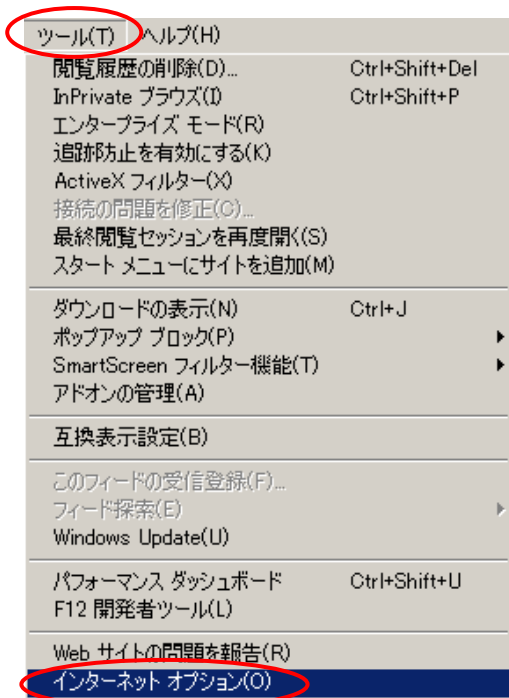 ツール(T) ヘルプ(H)
閲覧履歴の削除(D)... Ctrl+Shift+Del
InPrivate ブラウズ(I) Ctrl+Shift+P
エンタープライズ モード(R)
追跡防止を有効にする(K)
ActiveX フィルター(X)
接続の問題を修正(C)...
最終閲覧セッションを再度開く(S)
スタート メニューにサイトを追加(M)
ダウンロードの表示(N) Ctrl+J
ポップアップ ブロック(P)
SmartScreen フィルター機能(T)
アドオンの管理(A)
互換表示設定(B)
このフィードの受信登録(F)...
フィード探索(E)
Windows Update(U)
パフォーマンス ダッシュボード Ctrl+Shift+U
F12 開発者ツール(L)
Web サイトの問題を報告(R)
インターネット オプション(O)